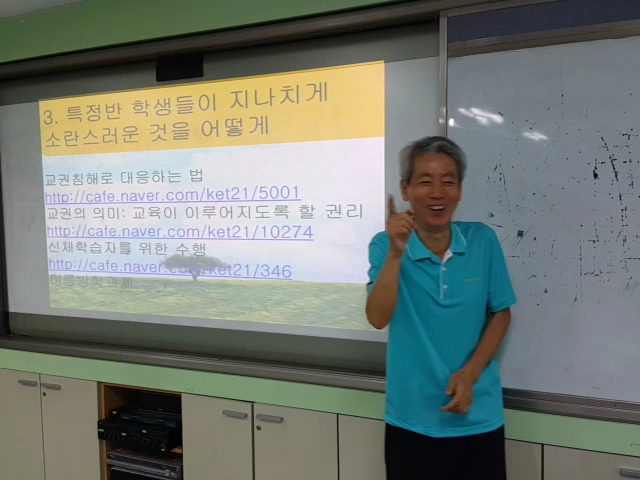 3. 특정반 학생들이 지나치게
소란스러운 것을 어떻게
교권침해로 대응하는 법
http://cafe.naver.com/ket21/5001
교권의 의미: 교육이 이루어지도록 할 권리
http://cafe.naver.com/ket21/10274
신체학습자를 위한 수행
http://cafe.naver.com/ket21/346